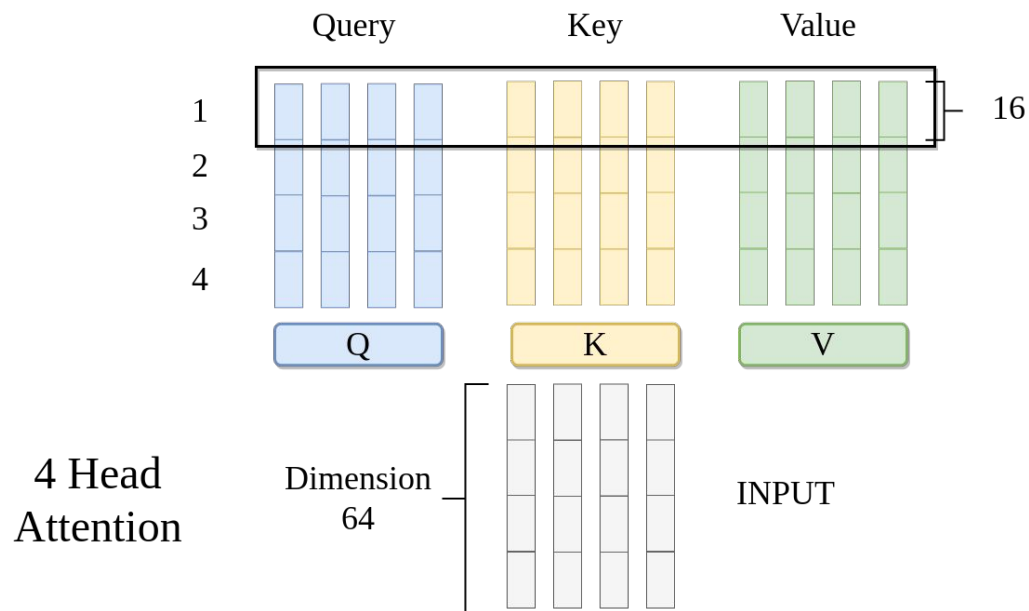 Query
Key
Value
1
16
2
3
4
Q
K
V
4 Head
Attention
Dimension
64
INPUT